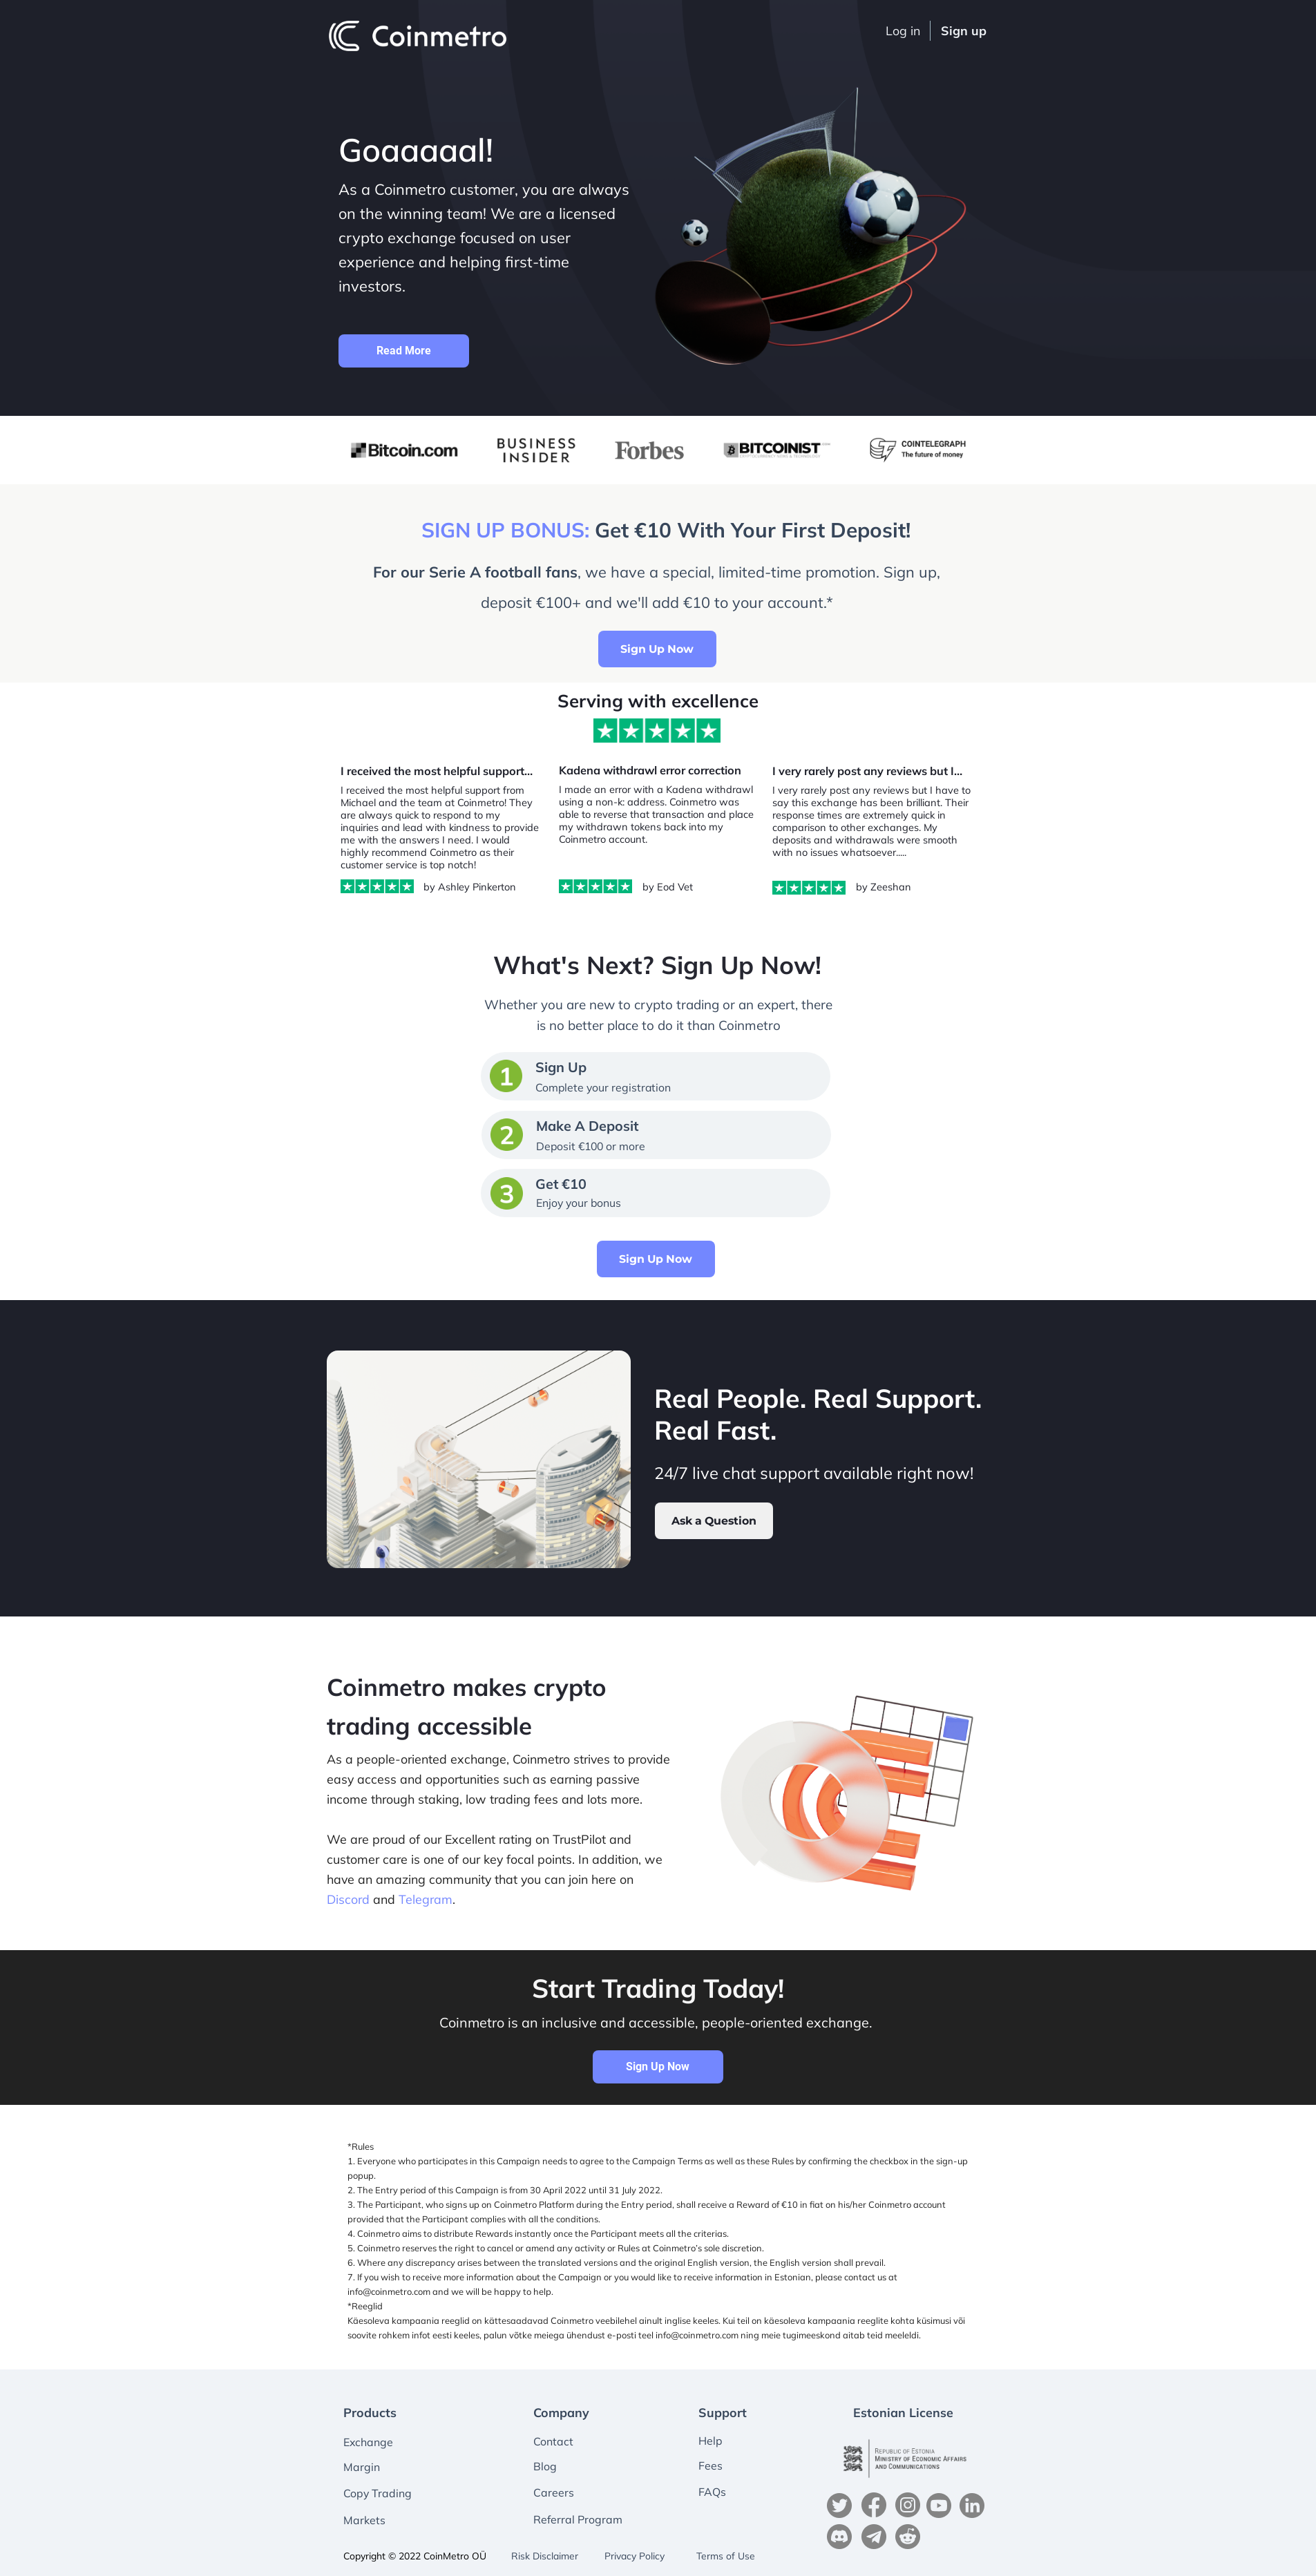 Coinmetro
Log in
Sign up
Goaaaaal!
As a Coinmetro customer, you are always
on the winning team! We are a licensed
crypto exchange focused on user
experience and helping first-time
investors.
Read More
Bitcoin.com
BUSINESS
INSIDER
Forbes
BITCOINIST
COINTELEGRAPH
The future of money
SIGN UP BONUS: Get €10 With Your First Deposit!
For our Serie A football fans, we have a special, limited-time promotion. Sign up,
deposit €100+ and we'll add €10 to your account.*
Sign Up Now
Serving with excellence
I received the most helpful support...
I received the most helpful support from
Michael and the team at Coinmetro! They
are always quick to respond to my
inquiries and lead with kindness to provide
me with the answers I need. I would
highly recommend Coinmetro as their
customer service is top notch!
by Ashley Pinkerton
Kadena withdrawl error correction
I made an error with a Kadena withdrawl
using a non-k: address. Coinmetro was
able to reverse that transaction and place
my withdrawn tokens back into my
Coinmetro account.
by Eod Vet
I very rarely post any reviews but I...
I very rarely post any reviews but I have to
say this exchange has been brilliant. Their
response times are extremely quick in
comparison to other exchanges. My
deposits and withdrawals were smooth
with no issues whatsoever.....
by Zeeshan
What's Next? Sign Up Now!
Whether you are new to crypto trading or an expert, there
is no better place to do it than Coinmetro
1
Sign Up
Complete your registration
2
Make A Deposit
Deposit €100 or more
3
Get €10
Enjoy your bonus
Sign Up Now
Real People. Real Support.
Real Fast.
24/7 live chat support available right now!
Ask a Question
Coinmetro makes crypto
trading accessible
As a people-oriented exchange, Coinmetro strives to provide
easy access and opportunities such as earning passive
income through staking, low trading fees and lots more.
We are proud of our Excellent rating on TrustPilot and
customer care is one of our key focal points. In addition, we
have an amazing community that you can join here on
Discord and Telegram.
Start Trading Today!
Coinmetro is an inclusive and accessible, people-oriented exchange.
Sign Up Now
*Rules
1. Everyone who participates in this Campaign needs to agree to the Campaign Terms as well as these Rules by confirming the checkbox in the sign-up
popup.
2. The Entry period of this Campaign is from 30 April 2022 until 31 July 2022.
3. The Participant, who signs up on Coinmetro Platform during the Entry period, shall receive a Reward of €10 in fiat on his/her Coinmetro account
provided that the Participant complies with all the conditions.
4. Coinmetro aims to distribute Rewards instantly once the Participant meets all the criterias.
5. Coinmetro reserves the right to cancel or amend any activity or Rules at Coinmetro's sole discretion.
6. Where any discrepancy arises between the translated versions and the original English version, the English version shall prevail.
7. If you wish to receive more information about the Campaign or you would like to receive information in Estonian, please contact us at
info@coinmetro.com and we will be happy to help.
*Reeglid
Käesoleva kampaania reeglid on kättesaadavad Coinmetro veebilehel ainult inglise keeles. Kui teil on käesoleva kampaania reeglite kohta küsimusi või
soovite rohkem infot eesti keeles, palun võtke meiega ühendust e-posti teel info@coinmetro.com ning meie tugimeeskond aitab teid meeleldi.
Products
Exchange
Margin
Copy Trading
Markets
Company
Contact
Blog
Careers
Referral Program
Support
Help
Fees
FAQs
Estonian License
REPUBLIC OF ESTONIA
MINISTRY OF ECONOMIC AFFAIRS
AND COMMUNICATIONS
Copyright © 2022 CoinMetro OÜ
Risk Disclaimer
Privacy Policy
Terms of Use